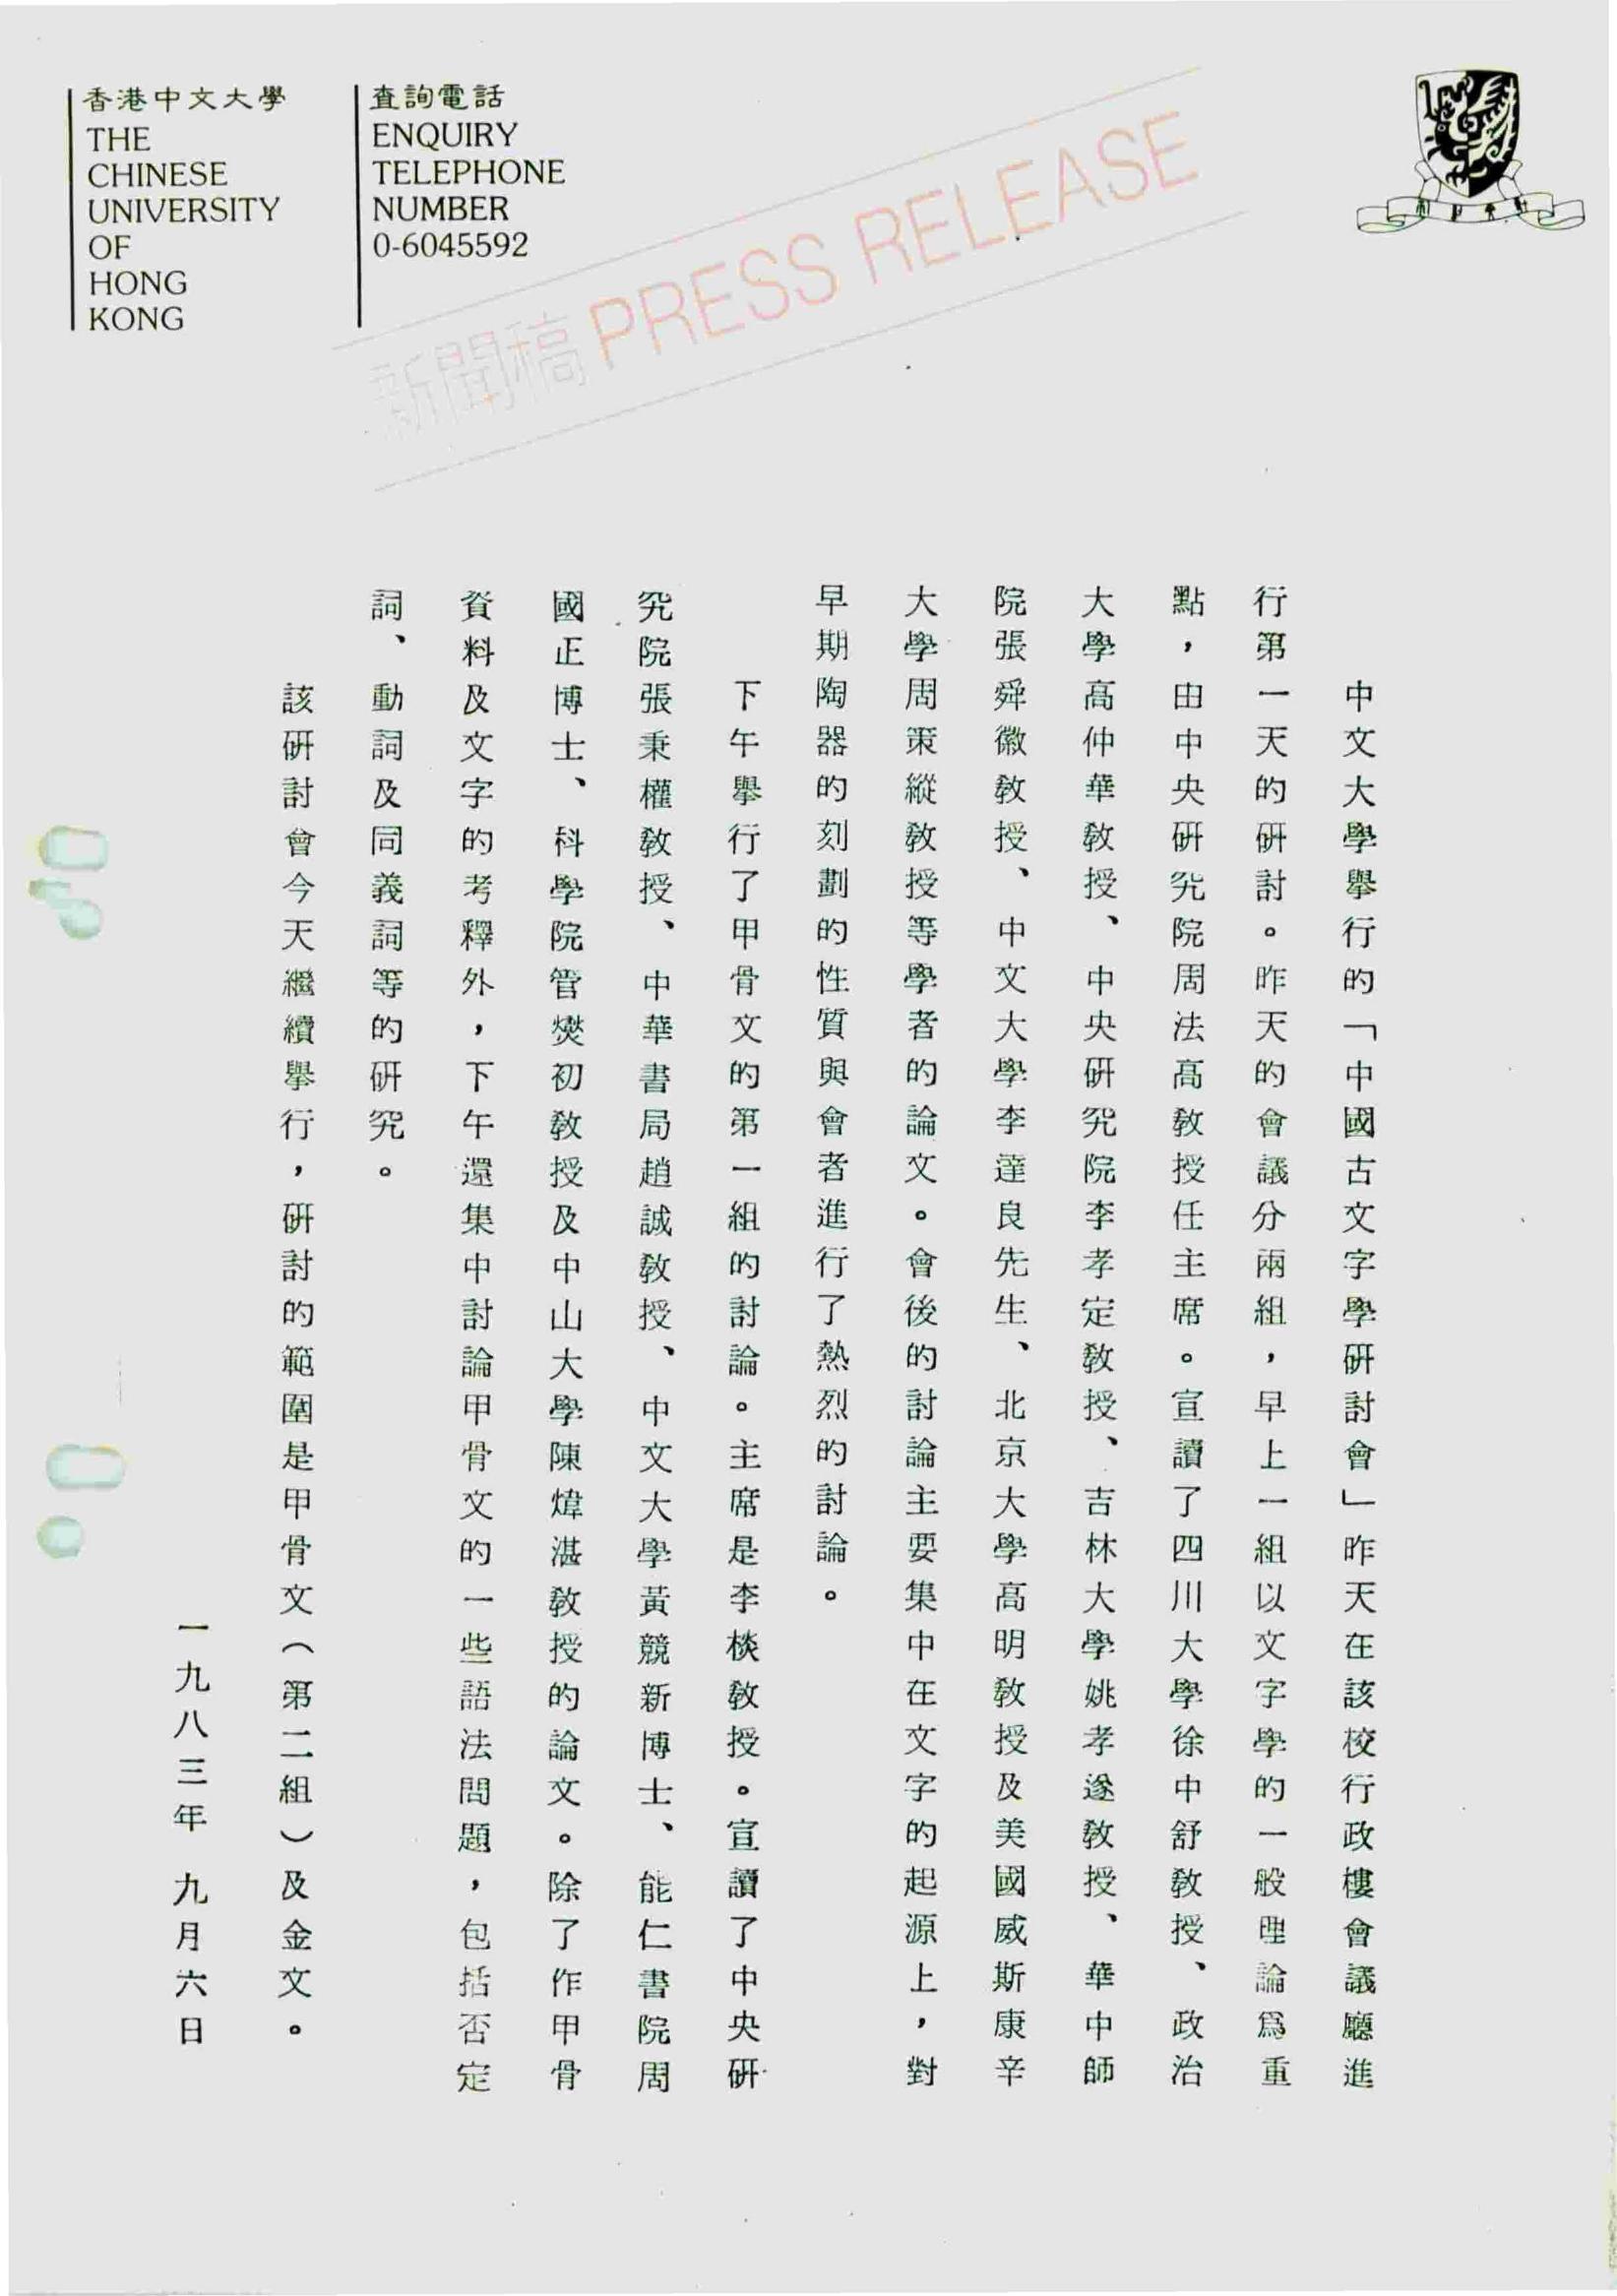 香港中文大學
THE
CHINESE
UNIVERSITY
OF
HONG
KONG
查詢電話
ENQUIRY
TELEPHONE
NUMBER
0-6045592
新聞稿 PRESS RELEASE
中文大學舉行的「中國古文字學研討會」昨天在該校行政樓會議廳進
行第一天的研討。昨天的會議分兩組，早上一組以文字學的一般理論爲重
點，由中央研究院周法高教授任主席。宣讀了四川大學徐中舒教授、政治
大學高仲華教授、中央研究院李孝定教授、吉林大學姚孝遂教授、華中師
院張舜徽教授、中文大學李達良先生、北京大學高明教授及美國威斯康辛
大學周策縱教授等學者的論文。會後的討論主要集中在文字的起源上，對
早期陶器的刻劃的性質與會者進行了熱烈的討論。
下午舉行了甲骨文的第一組的討論。主席是李棪教授。宣讀了中央研
究院張秉權教授、中華書局趙誠教授、中文大學黃競新博士、能仁書院周
國正博士、科學院管燮初教授及中山大學陳煒湛教授的論文。除了作甲骨
資料及文字的考釋外，下午還集中討論甲骨文的一些語法問題，包括否定
詞、動詞及同義詞等的研究。
該研討會今天繼續舉行，研討的範圍是甲骨文（第二組）及金文。
一九八三年九月六日